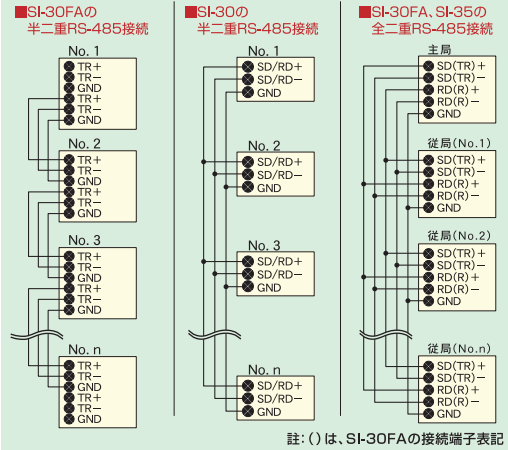 ■SI-30FAの
半二重RS-485接続
No. 1
TR+
TR−
GND
TR+
TR−
GND
No. 2
TR+
TR−
GND
TR+
TR−
GND
No. 3
TR+
TR−
GND
TR+
TR−
GND
No. n
TR+
TR−
GND
TR+
TR−
GND
■SI-30の
半二重RS-485接続
No. 1
SD/RD+
SD/RD−
GND
No. 2
SD/RD+
SD/RD−
GND
No. 3
SD/RD+
SD/RD−
GND
No. n
SD/RD+
SD/RD−
GND
■SI-30FA、SI-35の
全二重RS-485接続
主局
SD(TR)+
SD(TR)−
RD(R)+
RD(R)−
GND
従局(No.1)
SD(TR)+
SD(TR)−
RD(R)+
RD(R)−
GND
従局(No.2)
SD(TR)+
SD(TR)−
RD(R)+
RD(R)−
GND
従局(No.n)
SD(TR)+
SD(TR)−
RD(R)+
RD(R)−
GND
註:()は、SI-30FAの接続端子表記